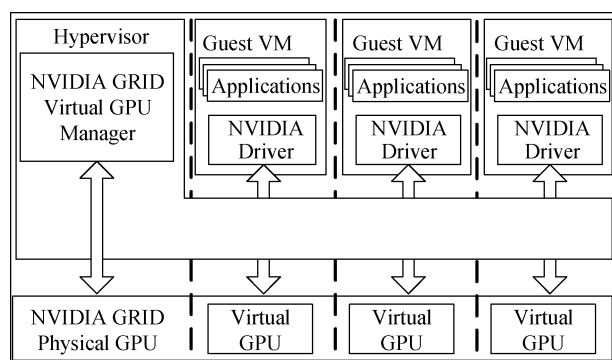 Hypervisor
NVIDIA GRID
Virtual GPU
Manager
Guest VM
Applications
NVIDIA
Driver
Guest VM
Applications
NVIDIA
Driver
Guest VM
Applications
NVIDIA
Driver
NVIDIA GRID
Physical GPU
Virtual
GPU
Virtual
GPU
Virtual
GPU